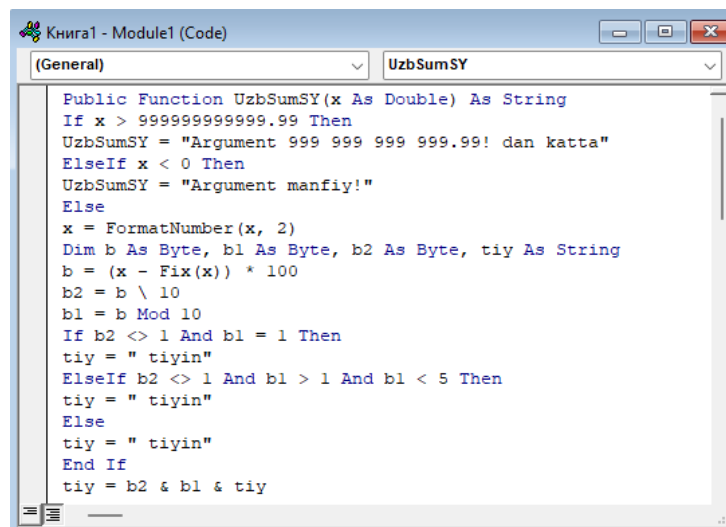 Книга1 - Module1 (Code)
(General) UzbSumSY
Public Function UzbSumSY(x As Double) As String
If x > 999999999999.99 Then
UzbSumSY = "Argument 999 999 999 999.99! dan katta"
ElseIf x < 0 Then
UzbSumSY = "Argument manfiy!"
Else
x = FormatNumber(x, 2)
Dim b As Byte, b1 As Byte, b2 As Byte, tiy As String
b = (x - Fix(x)) * 100
b2 = b \ 10
b1 = b Mod 10
If b2 <> 1 And b1 = 1 Then
tiy = " tiyin"
ElseIf b2 <> 1 And b1 > 1 And b1 < 5 Then
tiy = " tiyin"
Else
tiy = " tiyin"
End If
tiy = b2 & b1 & tiy